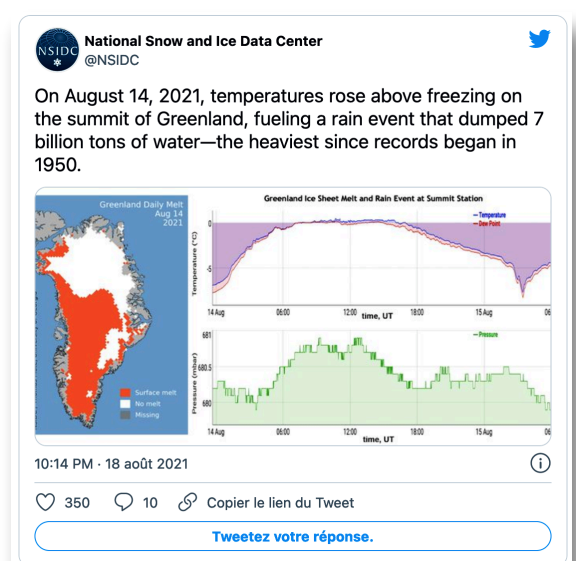 NSIDC
National Snow and Ice Data Center
@NSIDC
On August 14, 2021, temperatures rose above freezing on
the summit of Greenland, fueling a rain event that dumped 7
billion tons of water—the heaviest since records began in
1950.
Greenland Daily Melt
Aug 14
2021
Surface melt
No melt
Missing
Greenland Ice Sheet Melt and Rain Event at Summit Station
Temperature
Dew Point
Temperature (°C)
0
-5
14 Aug 06:00 12:00 18:00 15 Aug 06
time, UT
Pressure
Pressure (mbar)
681
680.5
680
14 Aug 06:00 12:00 18:00 15 Aug 06
time, UT
10:14 PM · 18 août 2021
350 10 Copier le lien du Tweet
Tweetez votre réponse.